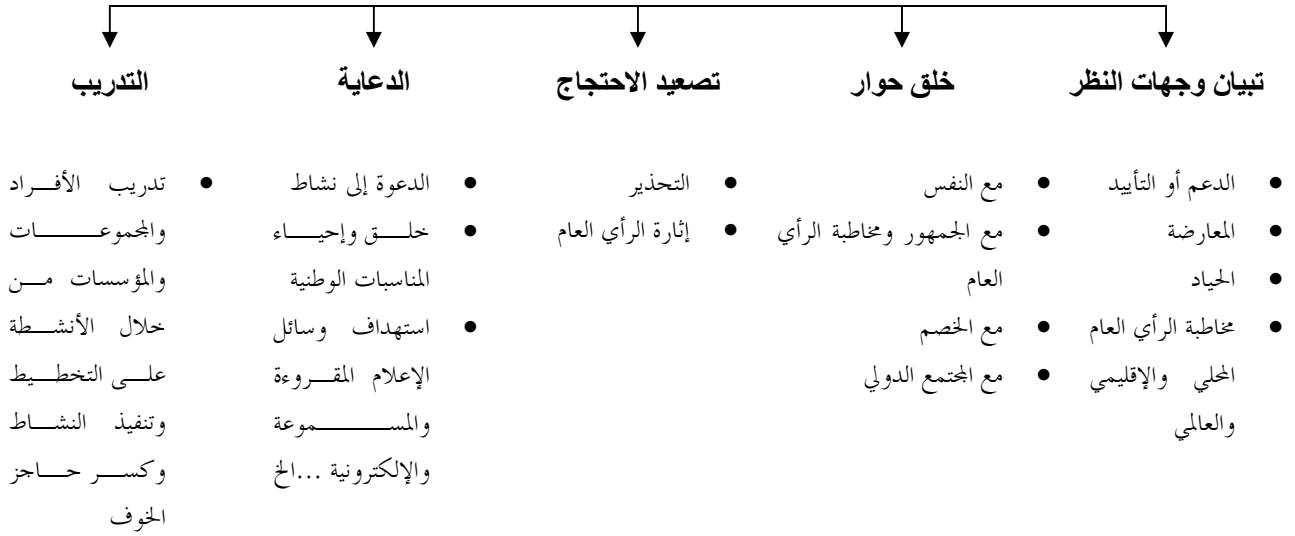 تبيان وجهات النظر
الدعم أو التأييد
المعارضة
الحياد
مخاطبة الرأي العام
المحلي والإقليمي
والعالمي
خلق حوار
مع النفس
مع الجمهور ومخاطبة الرأي
العام
مع الخصم
مع المجتمع الدولي
تصعيد الاحتجاج
التحذير
إثارة الرأي العام
الدعاية
الدعوة إلى نشاط
خلق وإحياء
المناسبات الوطنية
استهداف وسائل
الإعلام المقروءة
والمسموعة
والإلكترونية ...الخ
التدريب
تدريب الأفراد
والمجموعات
والمؤسسات من
خلال الأنشطة
على التخطيط
وتنفيذ النشاط
وكسر حاجز
الخوف